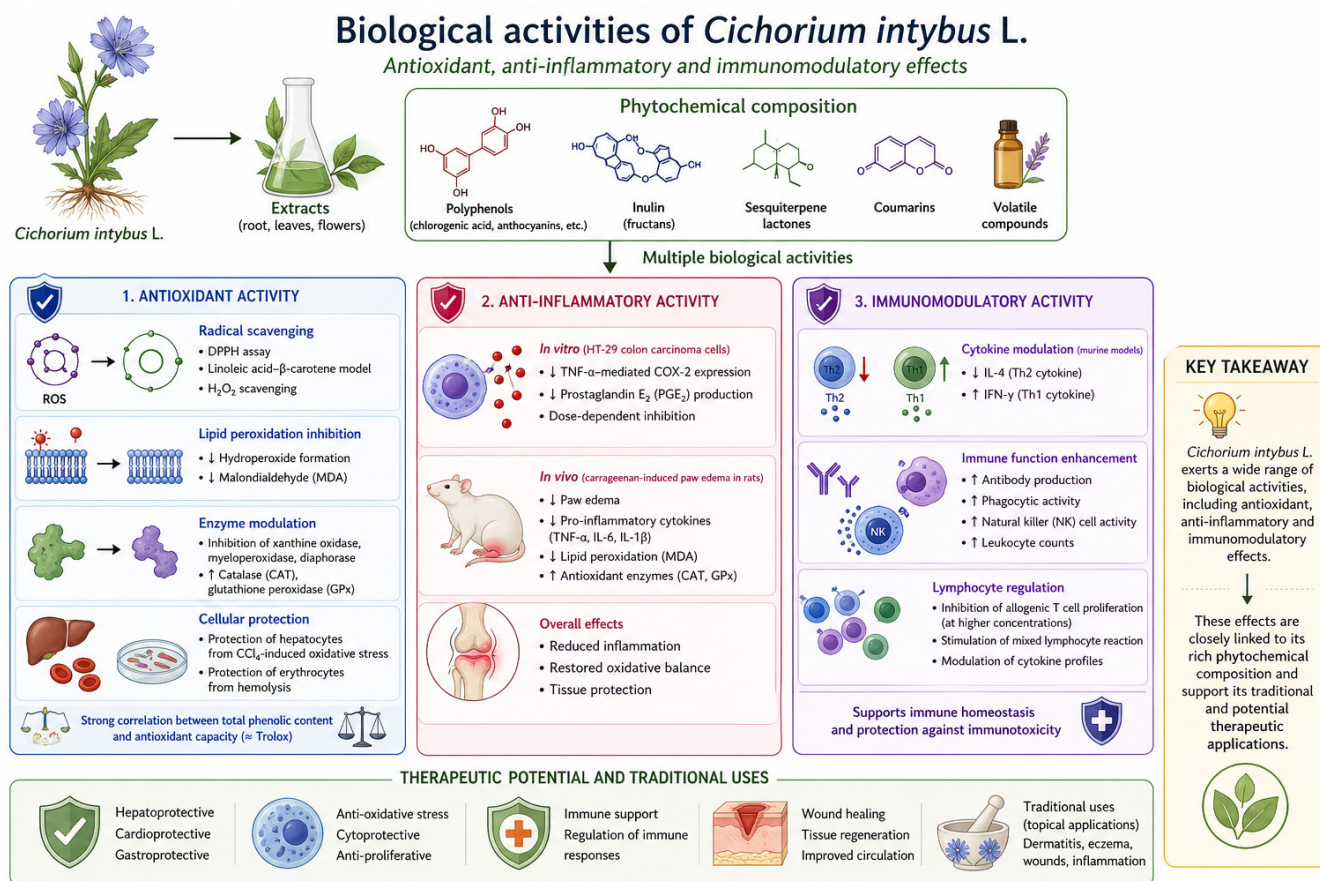 Biological activities of Cichorium intybus L.
Antioxidant, anti-inflammatory and immunomodulatory effects
Cichorium intybus L.
Extracts
(root, leaves, flowers)
Phytochemical composition
OH
OH
HO
OH
Polyphenols
(chlorogenic acid, anthocyanins, etc.)
HO
OH
O
O
CH
Inulin
(fructans)
O
Sesquiterpene
lactones
O
O
O
Coumarins
Volatile
compounds
Multiple biological activities
1. ANTIOXIDANT ACTIVITY
ROS
Radical scavenging
• DPPH assay
• Linoleic acid–β-carotene model
• H₂O₂ scavenging
Lipid peroxidation inhibition
• ↓ Hydroperoxide formation
• ↓ Malondialdehyde (MDA)
Enzyme modulation
• Inhibition of xanthine oxidase,
myeloperoxidase, diaphorase
• ↑ Catalase (CAT),
glutathione peroxidase (GPx)
Cellular protection
• Protection of hepatocytes
from CCl₄-induced oxidative stress
• Protection of erythrocytes
from hemolysis
Strong correlation between total phenolic content
and antioxidant capacity (≈ Trolox)
2. ANTI-INFLAMMATORY ACTIVITY
In vitro (HT-29 colon carcinoma cells)
• ↓ TNF-α–mediated COX-2 expression
• ↓ Prostaglandin E₂ (PGE₂) production
• Dose-dependent inhibition
In vivo (carrageenan-induced paw edema in rats)
• ↓ Paw edema
• ↓ Pro-inflammatory cytokines
(TNF-α, IL-6, IL-1β)
• ↓ Lipid peroxidation (MDA)
• ↑ Antioxidant enzymes (CAT, GPx)
Overall effects
• Reduced inflammation
• Restored oxidative balance
• Tissue protection
3. IMMUNOMODULATORY ACTIVITY
Th2
Th2
Th1
Th1
Cytokine modulation (murine models)
• ↓ IL-4 (Th2 cytokine)
• ↑ IFN-γ (Th1 cytokine)
NK
Immune function enhancement
• ↑ Antibody production
• ↑ Phagocytic activity
• ↑ Natural killer (NK) cell activity
• ↑ Leukocyte counts
Lymphocyte regulation
• Inhibition of allogenic T cell proliferation
(at higher concentrations)
• Stimulation of mixed lymphocyte reaction
• Modulation of cytokine profiles
Supports immune homeostasis
and protection against immunotoxicity
KEY TAKEAWAY
Cichorium intybus L.
exerts a wide range of
biological activities,
including antioxidant,
anti-inflammatory and
immunomodulatory
effects.
These effects are
closely linked to its
rich phytochemical
composition and
support its traditional
and potential
therapeutic
applications.
THERAPEUTIC POTENTIAL AND TRADITIONAL USES
Hepatoprotective
Cardioprotective
Gastroprotective
Anti-oxidative stress
Cytoprotective
Anti-proliferative
Immune support
Regulation of immune
responses
Wound healing
Tissue regeneration
Improved circulation
Traditional uses
(topical applications)
Dermatitis, eczema,
wounds, inflammation